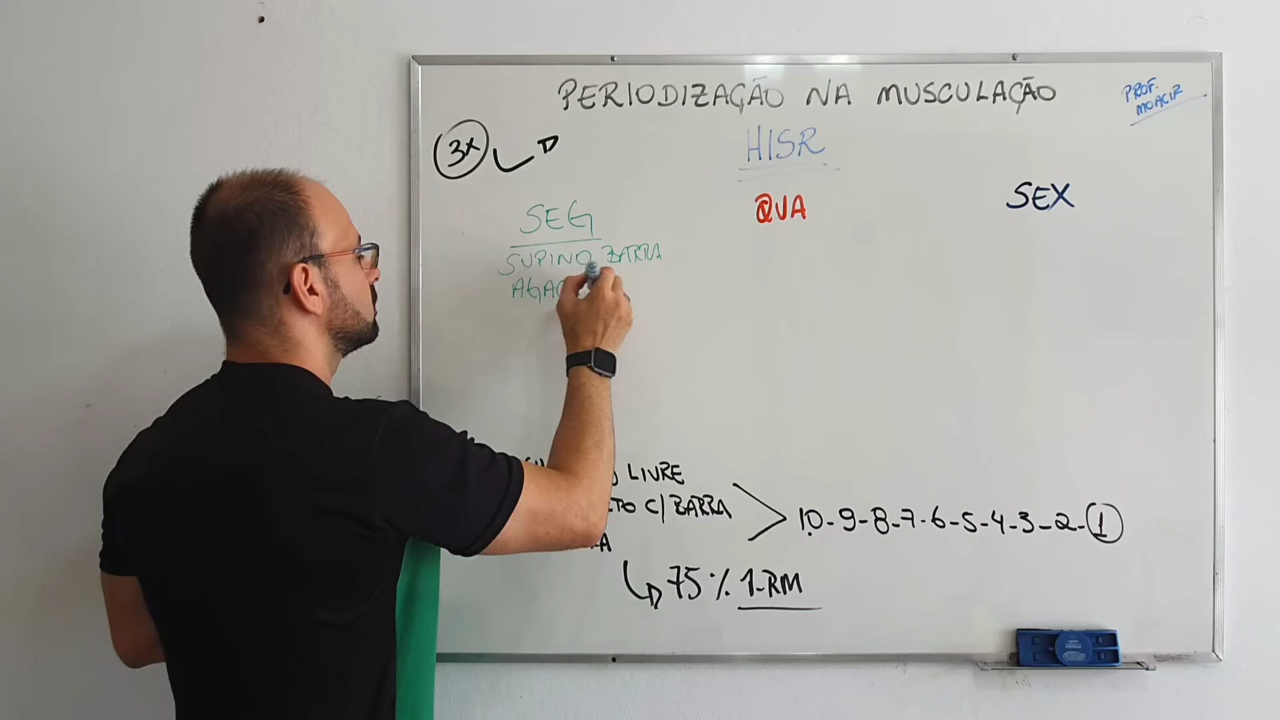 PERIODIZAÇÃO NA MUSCULAÇÃO
PROF.
MOACIR
3X
HISR
SEG
QUA
SEX
SUPINO BARRA
LIVRE
C/BARRA
10-9-8-7-6-5-4-3-2-1
75% 1-RM